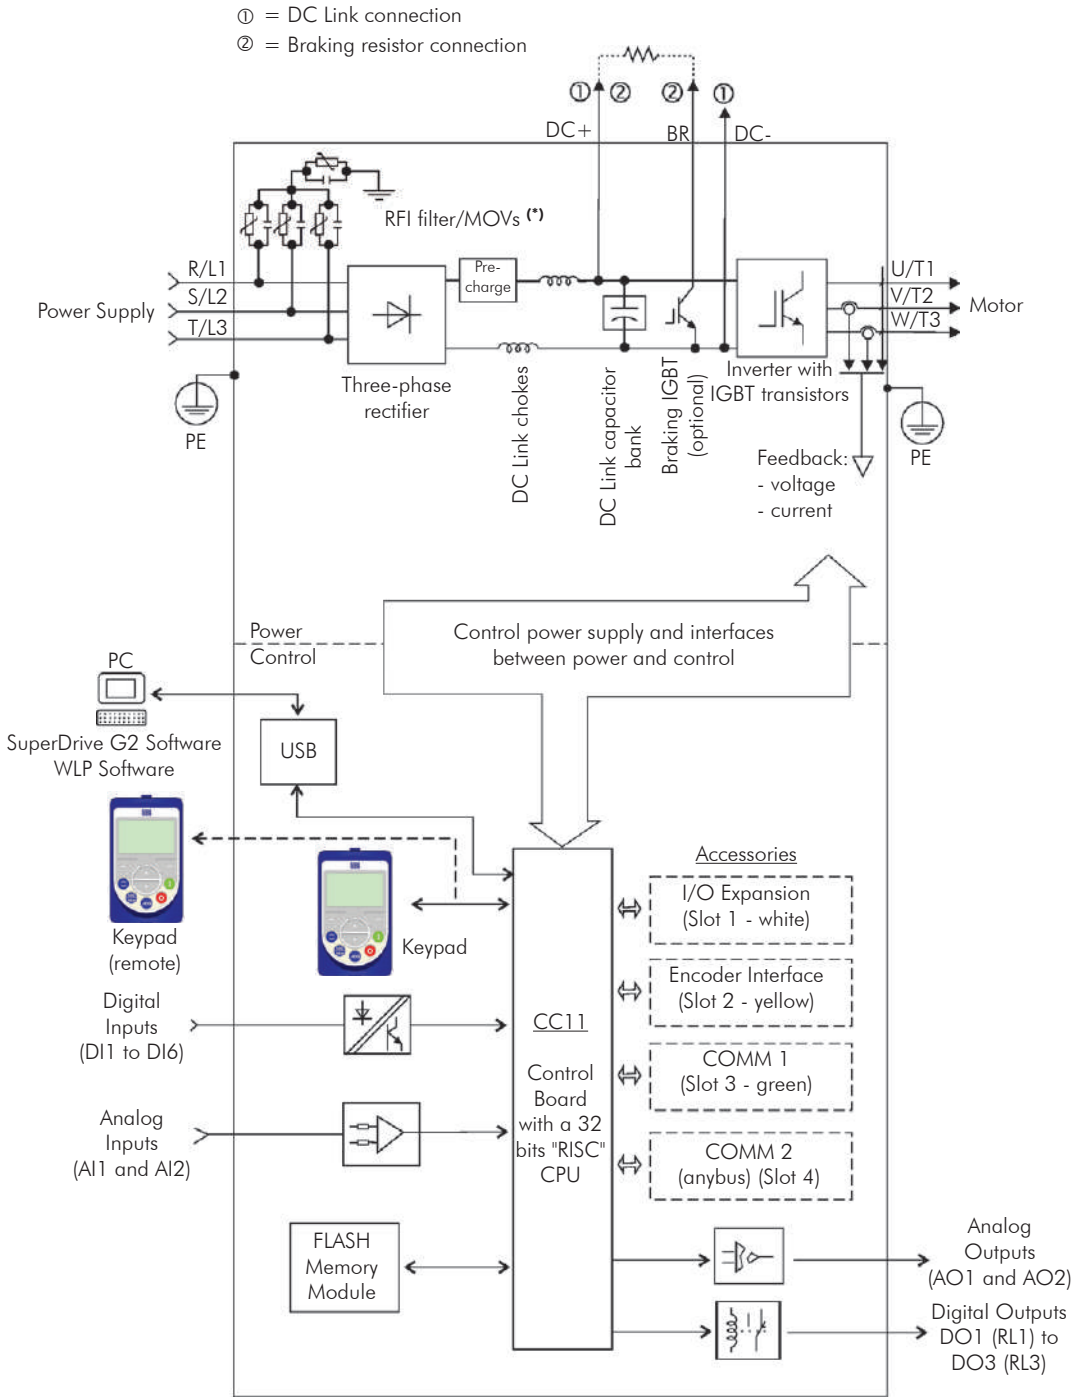 ① = DC Link connection
② = Braking resistor connection
① ② ② ①
DC+ BR DC-
RFI filter/MOVs (*)
R/L1
S/L2
T/L3
Power Supply
Pre-
charge
U/T1
V/T2
W/T3
Motor
PE
Three-phase
rectifier
DC Link chokes
DC Link capacitor
bank
Braking IGBT
(optional)
Inverter with
IGBT transistors
Feedback:
- voltage
- current
PE
Power
Control
Control power supply and interfaces
between power and control
PC
SuperDrive G2 Software
WLP Software
USB
Keypad
(remote)
Keypad
Digital
Inputs
(DI1 to DI6)
Analog
Inputs
(AI1 and AI2)
FLASH
Memory
Module
CC11
Control
Board
with a 32
bits "RISC"
CPU
Accessories
I/O Expansion
(Slot 1 - white)
Encoder Interface
(Slot 2 - yellow)
COMM 1
(Slot 3 - green)
COMM 2
(anybus) (Slot 4)
Analog
Outputs
(AO1 and AO2)
Digital Outputs
DO1 (RL1) to
DO3 (RL3)